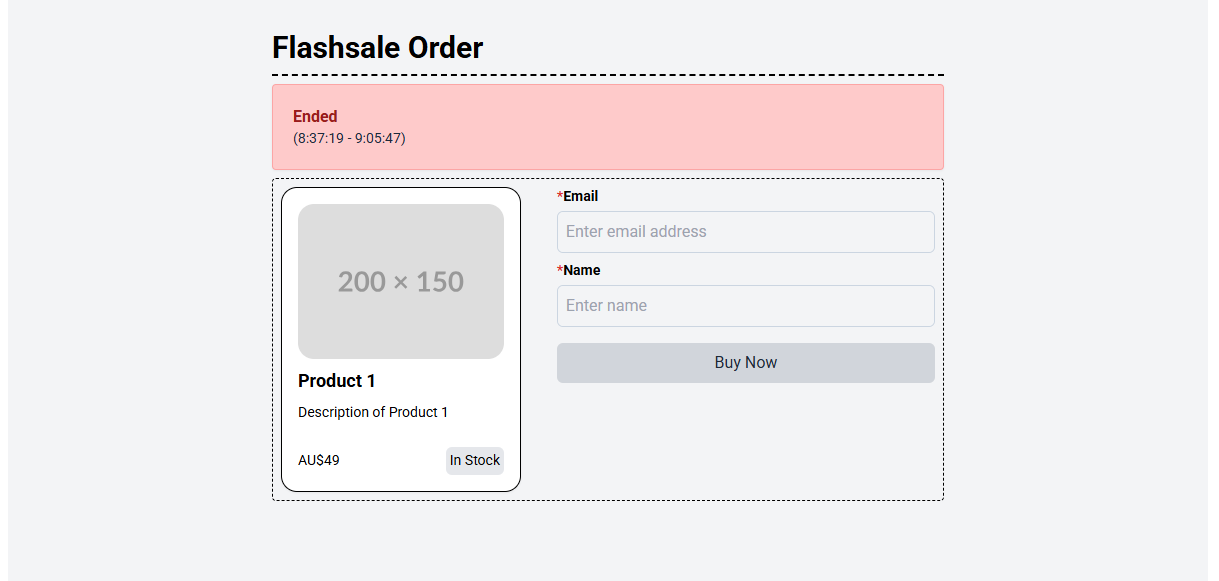 Flashsale Order
Ended
(8:37:19 - 9:05:47)
200 × 150
Product 1
Description of Product 1
AU$49
In Stock
*Email
Enter email address
*Name
Enter name
Buy Now